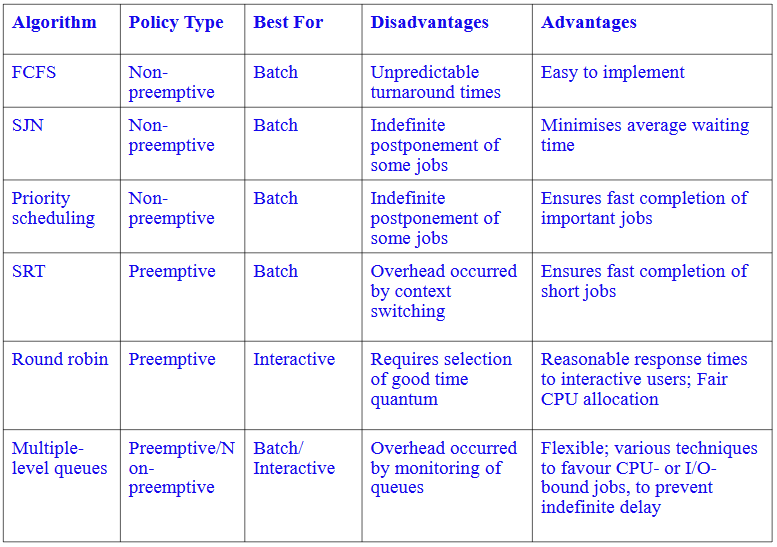 Algorithm Policy Type Best For Disadvantages Advantages
FCFS Non- Batch Unpredictable Easy to implement
preemptive turnaround times
SJN Non- Batch Indefinite Minimises average waiting
preemptive postponement of time
some jobs
Priority Non- Batch Indefinite Ensures fast completion of
scheduling preemptive postponement of important jobs
some jobs
SRT Preemptive Batch Overhead occurred Ensures fast completion of
by context short jobs
switching
Round robin Preemptive Interactive Requires selection Reasonable response times
of good time to interactive users; Fair
quantum CPU allocation
Multiple- Preemptive/N Batch/ Overhead occurred Flexible; various techniques
level queues on- Interactive by monitoring of to favour CPU- or I/O-
preemptive queues bound jobs, to prevent
indefinite delay